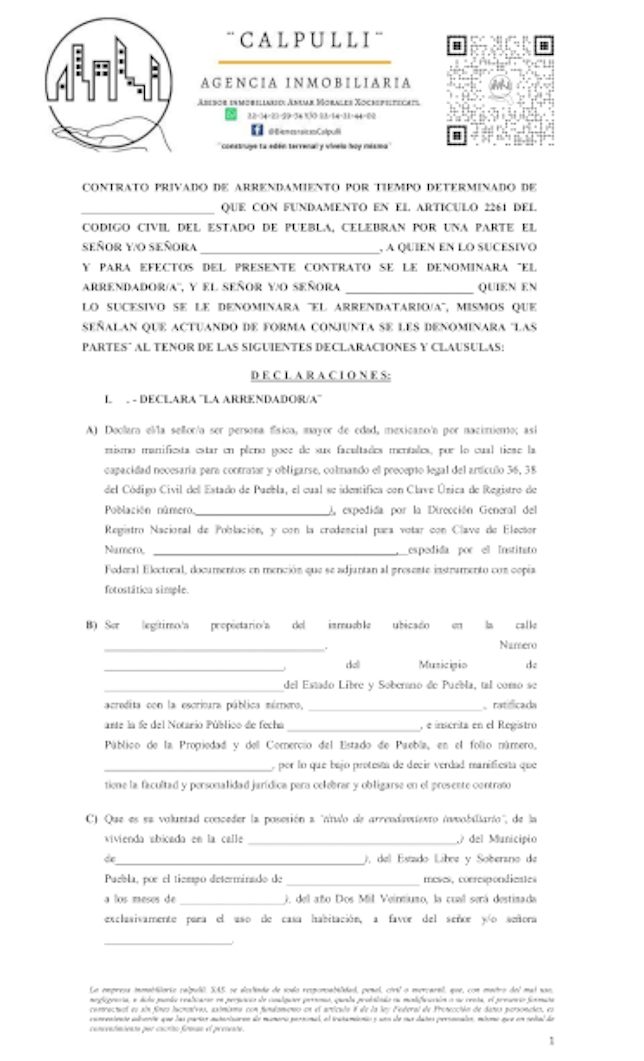 ¨CALPULLI¨
AGENCIA INMOBILIARIA
ASESOR INMOBILIARIO: ANUAR MORALES XOCHIPILTECATL
22-14-21-59-74 Y/O 22-14-21-44-02
@BienesraicesCalpulli
¨construye tu edén terrenal y vívelo hoy mismo¨
CONTRATO PRIVADO DE ARRENDAMIENTO POR TIEMPO DETERMINADO DE
____________________ QUE CON FUNDAMENTO EN EL ARTICULO 2261 DEL
CODIGO CIVIL DEL ESTADO DE PUEBLA, CELEBRAN POR UNA PARTE EL
SEÑOR Y/O SEÑORA ___________________________, A QUIEN EN LO SUCESIVO
Y PARA EFECTOS DEL PRESENTE CONTRATO SE LE DENOMINARA ¨EL
ARRENDADOR/A¨, Y EL SEÑOR Y/O SEÑORA ___________________ QUIEN EN
LO SUCESIVO SE LE DENOMINARA ¨EL ARRENDATARIO/A¨, MISMOS QUE
SEÑALAN QUE ACTUANDO DE FORMA CONJUNTA SE LES DENOMINARA ¨LAS
PARTES¨ AL TENOR DE LAS SIGUIENTES DECLARACIONES Y CLAUSULAS:
D E C L A R A C I O N E S:
I. . - DECLARA ¨LA ARRENDADOR/A¨
A) Declara el/la señor/a ser persona física, mayor de edad, mexicano/a por nacimiento; así
mismo manifiesta estar en pleno goce de sus facultades mentales, por lo cual tiene la
capacidad necesaria para contratar y obligarse, colmando el precepto legal del artículo 36, 38
del Código Civil del Estado de Puebla, el cual se identifica con Clave Única de Registro de
Población número,____________________), expedida por la Dirección General del
Registro Nacional de Población, y con la credencial para votar con Clave de Elector
Numero, ____________________________________, expedida por el Instituto
Federal Electoral, documentos en mención que se adjuntan al presente instrumento con copia
fotostática simple.
B) Ser legítimo/a propietario/a del inmueble ubicado en la calle
_________________________________, Numero
___________________________, del Municipio de
___________________________del Estado Libre y Soberano de Puebla, tal como se
acredita con la escritura pública número, __________________________, ratificada
ante la fe del Notario Público de fecha ____________________, e inscrita en el Registro
Público de la Propiedad y del Comercio del Estado de Puebla, en el folio número,
_________________________, por lo que bajo protesta de decir verdad manifiesta que
tiene la facultad y personalidad jurídica para celebrar y obligarse en el presente contrato
C) Que es su voluntad conceder la posesión a ¨título de arrendamiento inmobiliario¨, de la
vivienda ubicada en la calle _______________________________,) del Municipio
de_____________________________________), del Estado Libre y Soberano de
Puebla, por el tiempo determinado de ____________________ meses, correspondientes
a los meses de ________________), del año Dos Mil Veintiuno, la cual será destinada
exclusivamente para el uso de casa habitación, a favor del señor y/o señora
___________________.
La empresa inmobiliaria calpulli. SAS. se deslinda de toda responsabilidad, penal, civil o mercantil, que, con motivo del mal uso,
negligencia, o dolo pueda realizarse en perjuicio de cualquier persona, queda prohibida su modificación o su venta, el presente formato
contractual es sin fines lucrativos, asimismo con fundamento en el artículo 8 de la ley Federal de Protección de datos personales, es
conveniente advertir que las partes autorizaron de manera personal, el tratamiento y uso de sus datos personales, mismo que en señal de
consentimiento por escrito firman el presente.
1